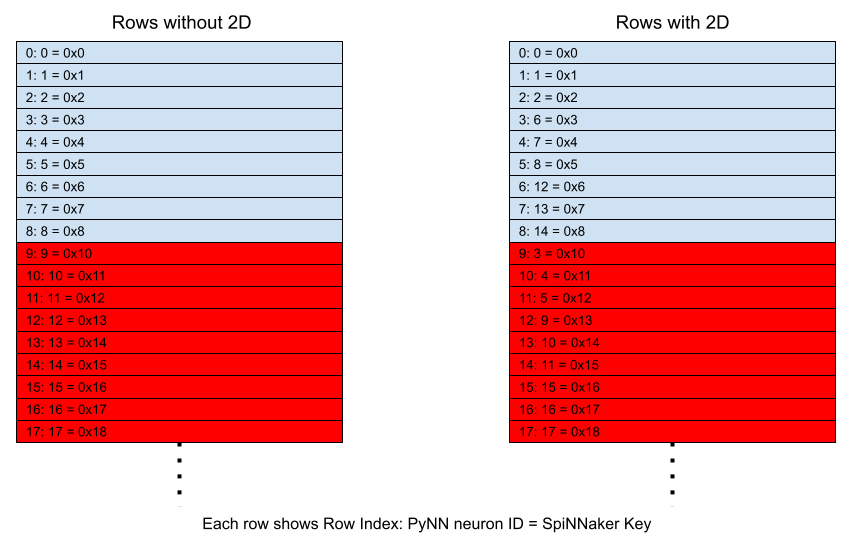 Rows without 2D
0: 0 = 0x0
1: 1 = 0x1
2: 2 = 0x2
3: 3 = 0x3
4: 4 = 0x4
5: 5 = 0x5
6: 6 = 0x6
7: 7 = 0x7
8: 8 = 0x8
9: 9 = 0x10
10: 10 = 0x11
11: 11 = 0x12
12: 12 = 0x13
13: 13 = 0x14
14: 14 = 0x15
15: 15 = 0x16
16: 16 = 0x17
17: 17 = 0x18
Rows with 2D
0: 0 = 0x0
1: 1 = 0x1
2: 2 = 0x2
3: 6 = 0x3
4: 7 = 0x4
5: 8 = 0x5
6: 12 = 0x6
7: 13 = 0x7
8: 14 = 0x8
9: 3 = 0x10
10: 4 = 0x11
11: 5 = 0x12
12: 9 = 0x13
13: 10 = 0x14
14: 11 = 0x15
15: 15 = 0x16
16: 16 = 0x17
17: 17 = 0x18
Each row shows Row Index: PyNN neuron ID = SpiNNaker Key